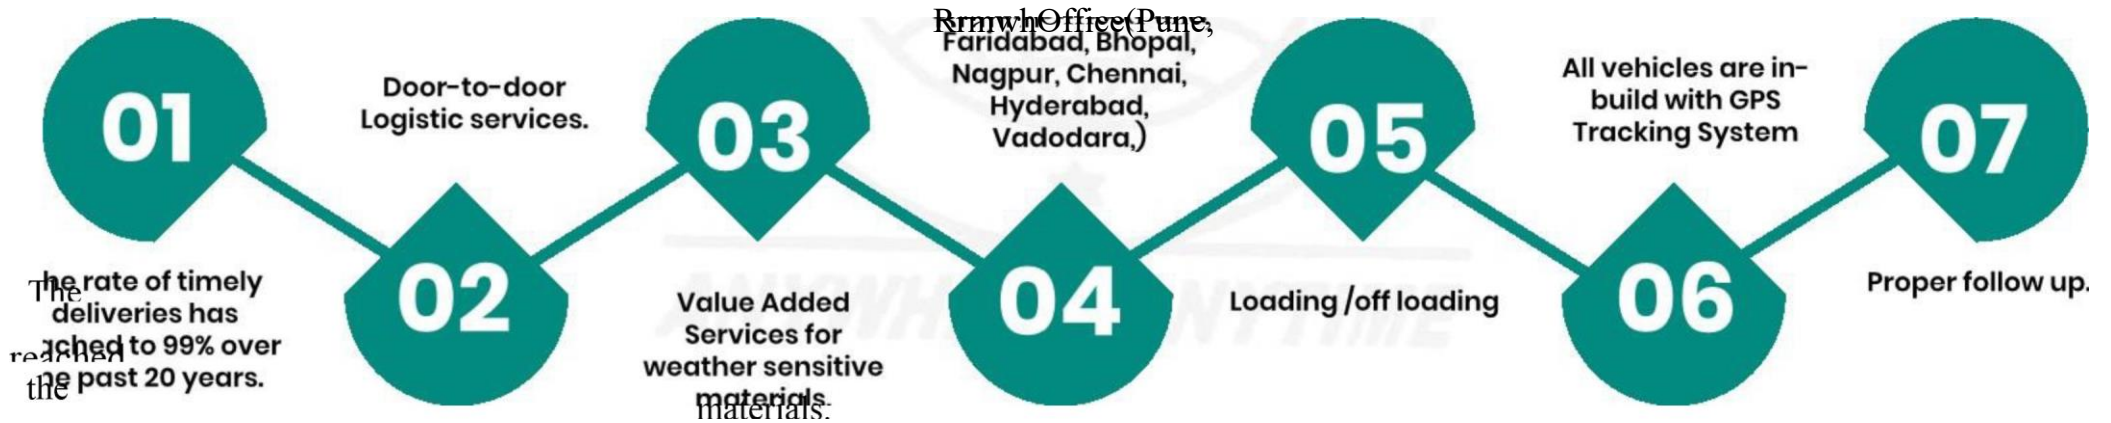 01
The rate of timely
deliveries has
reached to 99% over
the past 20 years.
Door-to-door
Logistic services.
02
03
Value Added
Services for
weather sensitive
materials.
Office(Pune,
Faridabad, Bhopal,
Nagpur, Chennai,
Hyderabad,
Vadodara,)
04
05
Loading /off loading
All vehicles are in-
build with GPS
Tracking System
06
07
Proper follow up.